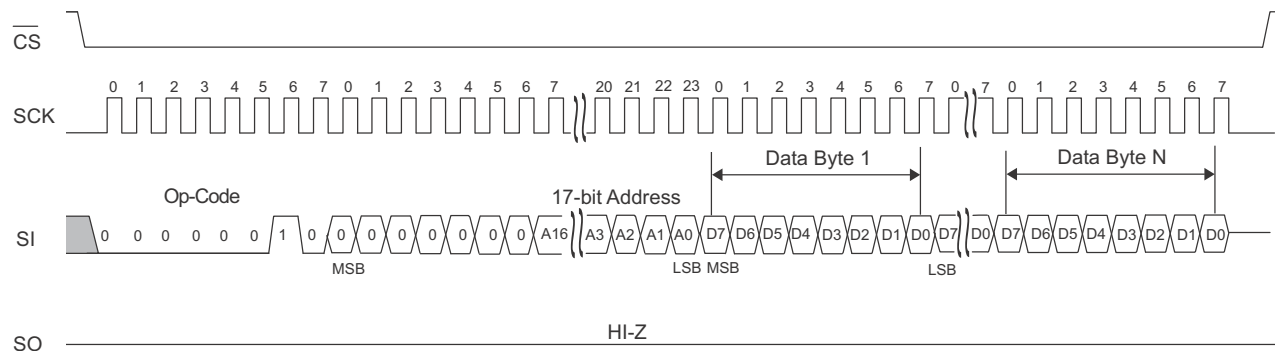 CS
0 1 2 3 4 5 6 7 0 1 2 3 4 5 6 7 20 21 22 23 0 1 2 3 4 5 6 7 0 7 0 1 2 3 4 5 6 7
SCK
Data Byte 1 Data Byte N
Op-Code 17-bit Address
SI 0 0 0 0 0 0 1 0 0 0 0 0 0 0 0 A16 A3 A2 A1 A0 D7 D6 D5 D4 D3 D2 D1 D0 D7 D0 D7 D6 D5 D4 D3 D2 D1 D0
MSB LSB MSB LSB
HI-Z
SO